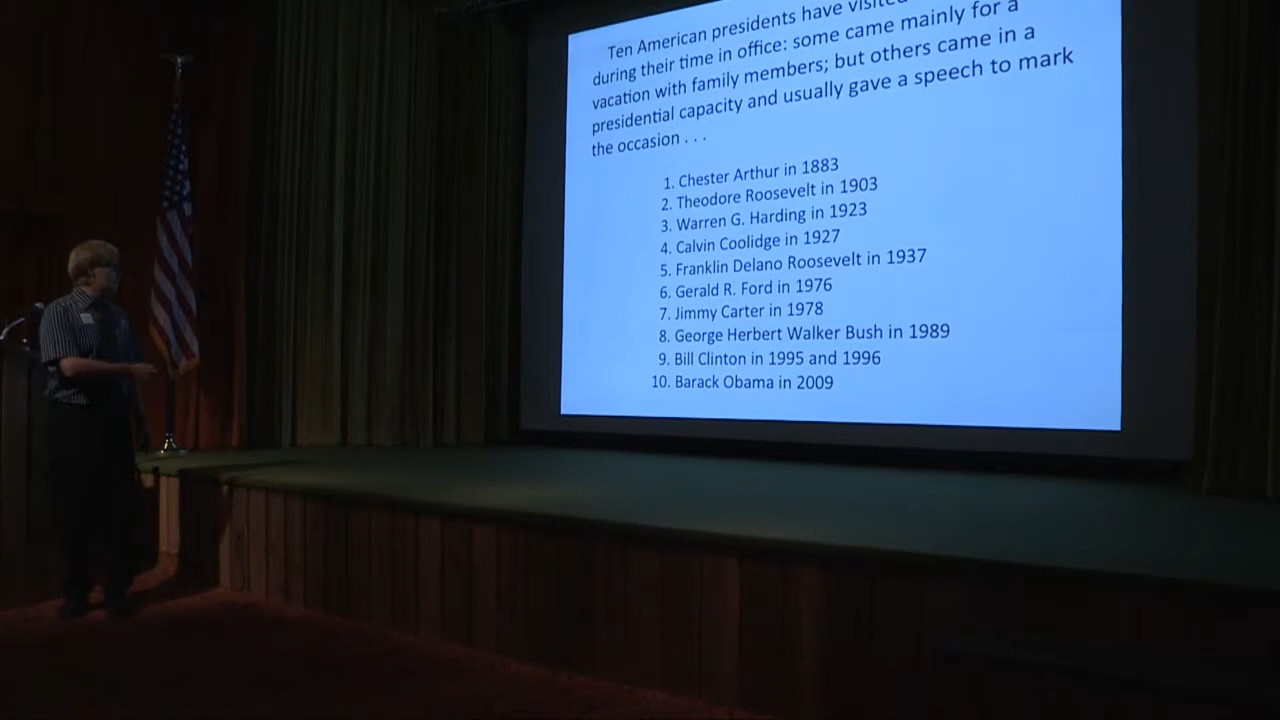 Ten American presidents have visited
during their time in office: some came mainly for a
vacation with family members; but others came in a
presidential capacity and usually gave a speech to mark
the occasion . . .
1. Chester Arthur in 1883
2. Theodore Roosevelt in 1903
3. Warren G. Harding in 1923
4. Calvin Coolidge in 1927
5. Franklin Delano Roosevelt in 1937
6. Gerald R. Ford in 1976
7. Jimmy Carter in 1978
8. George Herbert Walker Bush in 1989
9. Bill Clinton in 1995 and 1996
10. Barack Obama in 2009